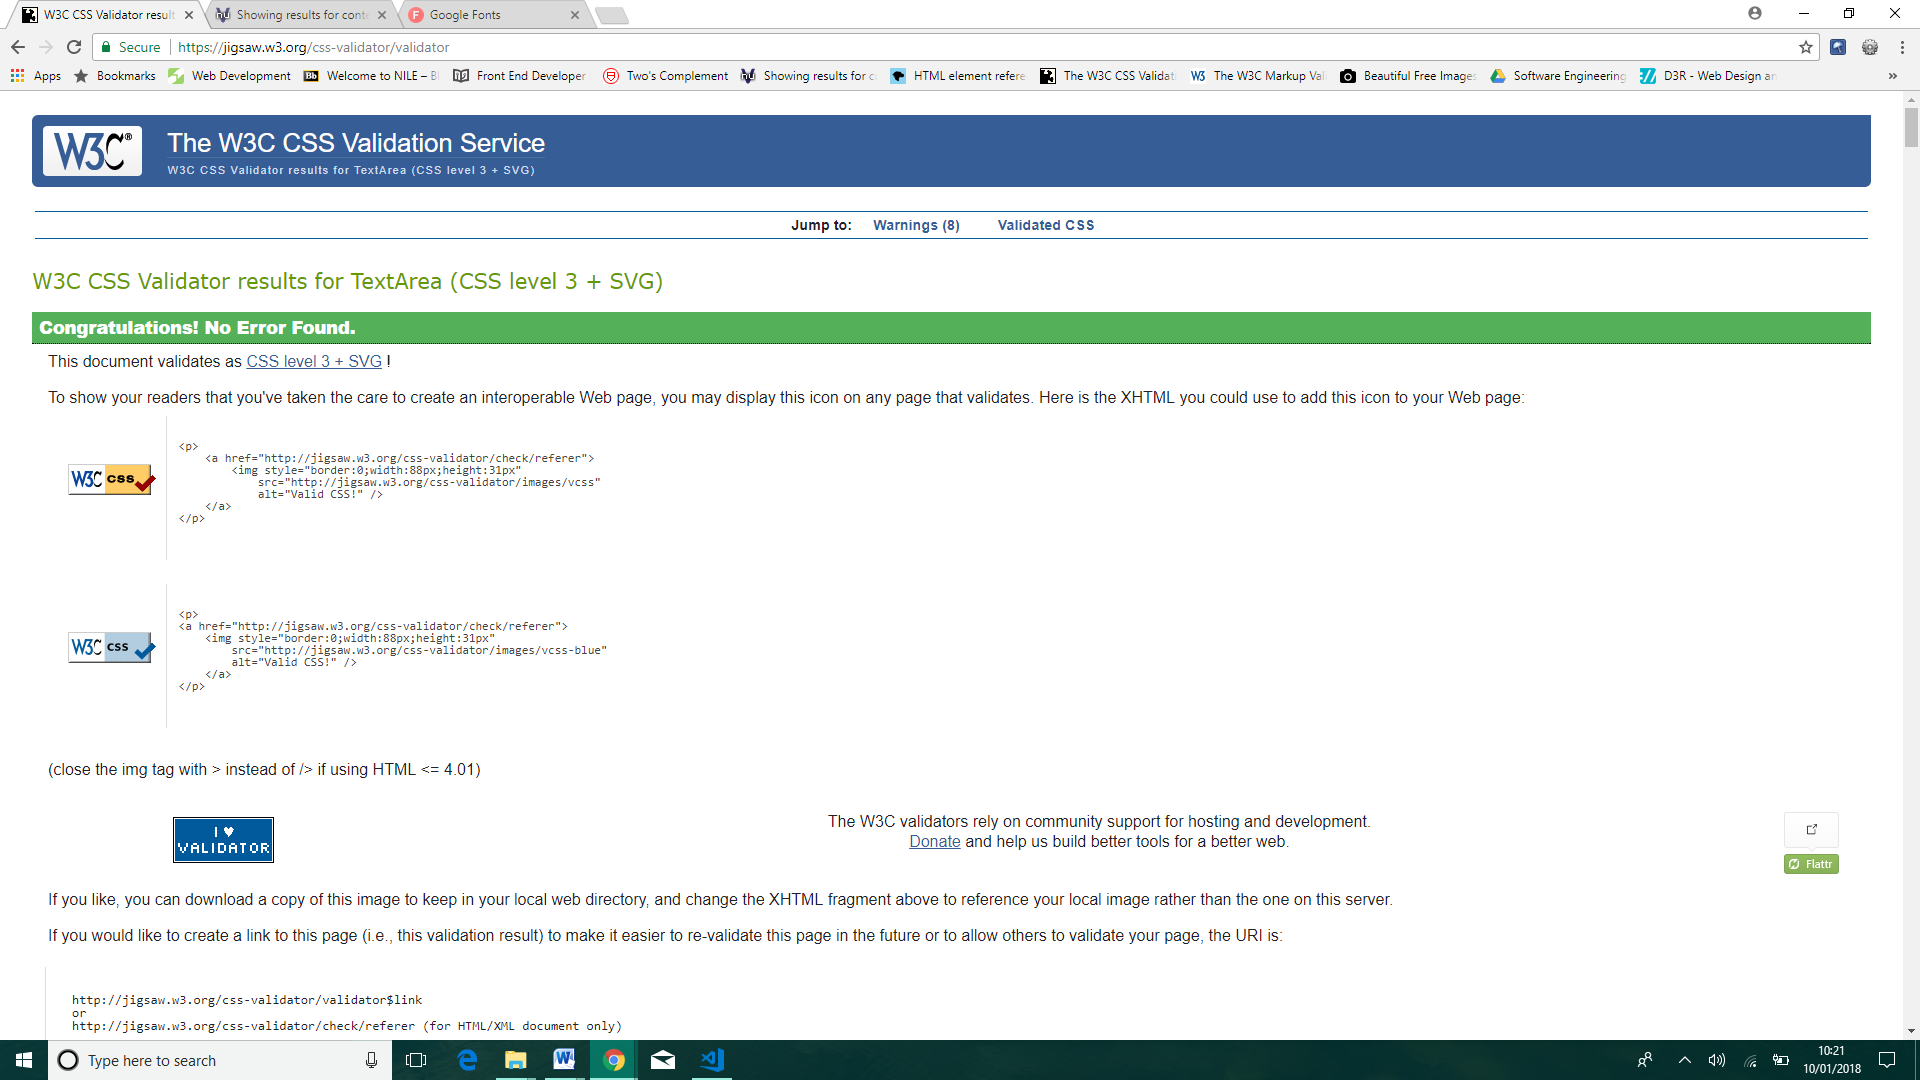 W3C CSS Validator result
Showing results for cont
Google Fonts
Secure
https://jigsaw.w3.org/css-validator/validator
Apps
Bookmarks
Web Development
Bb
Welcome to NILE – Bl
Front End Developer
Two's Complement
Showing results for c
HTML element refere
The W3C CSS Validat
W3
The W3C Markup Vali
Beautiful Free Images
Software Engineering
D3R - Web Design an
»
W3C®
The W3C CSS Validation Service
W3C CSS Validator results for TextArea (CSS level 3 + SVG)
Jump to: Warnings (8) Validated CSS
W3C CSS Validator results for TextArea (CSS level 3 + SVG)
Congratulations! No Error Found.
This document validates as CSS level 3 + SVG !
To show your readers that you've taken the care to create an interoperable Web page, you may display this icon on any page that validates. Here is the XHTML you could use to add this icon to your Web page:
W3C css
<p>
<a href="http://jigsaw.w3.org/css-validator/check/referer">
<img style="border:0;width:88px;height:31px"
src="http://jigsaw.w3.org/css-validator/images/vcss"
alt="Valid CSS!" />
</a>
</p>
W3C css
<p>
<a href="http://jigsaw.w3.org/css-validator/check/referer">
<img style="border:0;width:88px;height:31px"
src="http://jigsaw.w3.org/css-validator/images/vcss-blue"
alt="Valid CSS!" />
</a>
</p>
(close the img tag with > instead of /> if using HTML <= 4.01)
I ♥
VALIDATOR
The W3C validators rely on community support for hosting and development.
Donate and help us build better tools for a better web.
Flattr
If you like, you can download a copy of this image to keep in your local web directory, and change the XHTML fragment above to reference your local image rather than the one on this server.
If you would like to create a link to this page (i.e., this validation result) to make it easier to re-validate this page in the future or to allow others to validate your page, the URI is:
http://jigsaw.w3.org/css-validator/validator$link
or
http://jigsaw.w3.org/css-validator/check/referer (for HTML/XML document only)
Type here to search
10:21
10/01/2018